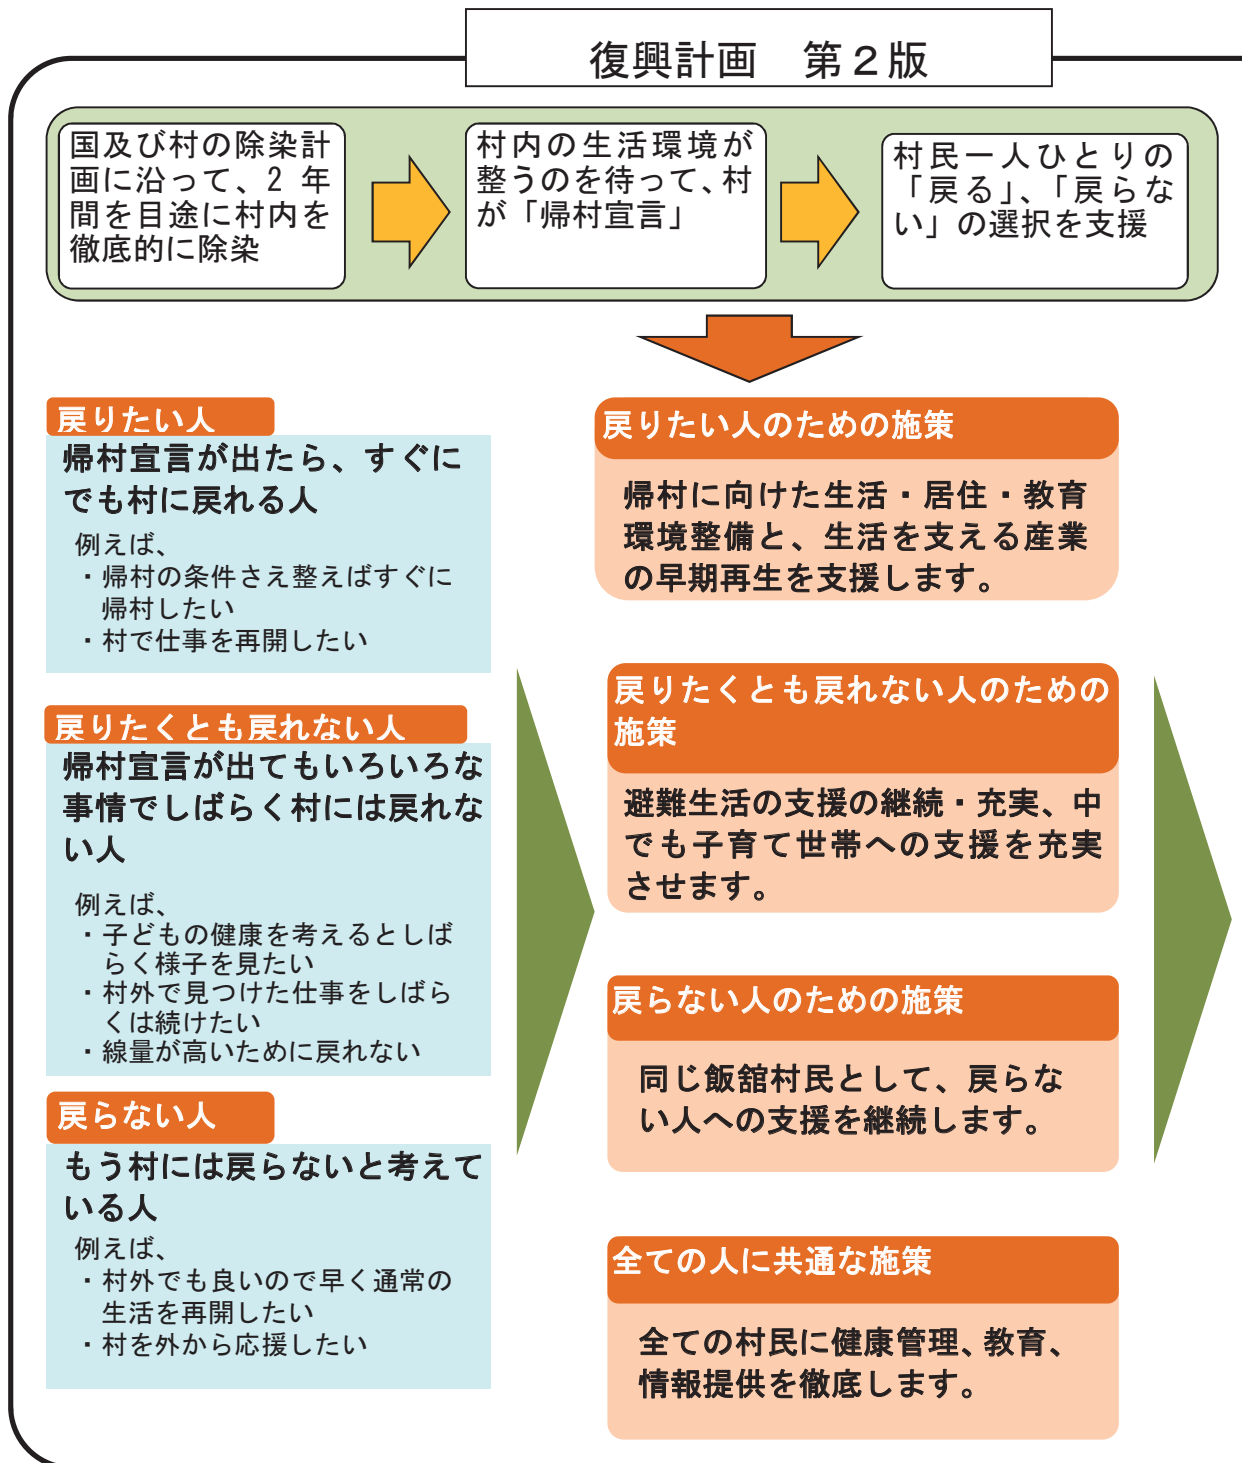 復興計画　第２版
国及び村の除染計
画に沿って、2 年
間を目途に村内を
徹底的に除染
村内の生活環境が
整うのを待って、村
が「帰村宣言」
村民一人ひとりの
「戻る」、「戻らな
い」の選択を支援
戻りたい人
帰村宣言が出たら、すぐに
でも村に戻れる人
例えば、
・帰村の条件さえ整えばすぐに
帰村したい
・村で仕事を再開したい
戻りたくとも戻れない人
帰村宣言が出てもいろいろな
事情でしばらく村には戻れな
い人
例えば、
・子どもの健康を考えるとしば
らく様子を見たい
・村外で見つけた仕事をしばら
くは続けたい
・線量が高いために戻れない
戻らない人
もう村には戻らないと考えて
いる人
例えば、
・村外でも良いので早く通常の
生活を再開したい
・村を外から応援したい
戻りたい人のための施策
帰村に向けた生活・居住・教育
環境整備と、生活を支える産業
の早期再生を支援します。
戻りたくとも戻れない人のための
施策
避難生活の支援の継続・充実、中
でも子育て世帯への支援を充実
させます。
戻らない人のための施策
同じ飯舘村民として、戻らな
い人への支援を継続します。
全ての人に共通な施策
全ての村民に健康管理、教育、
情報提供を徹底します。